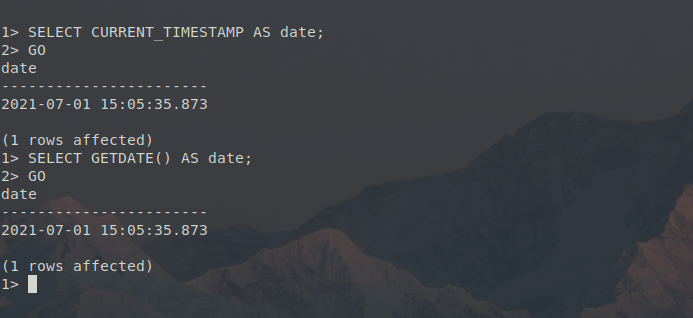 1> SELECT CURRENT_TIMESTAMP AS date;
2> GO
date
-----------------------
2021-07-01 15:05:35.873
(1 rows affected)
1> SELECT GETDATE() AS date;
2> GO
date
-----------------------
2021-07-01 15:05:35.873
(1 rows affected)
1>